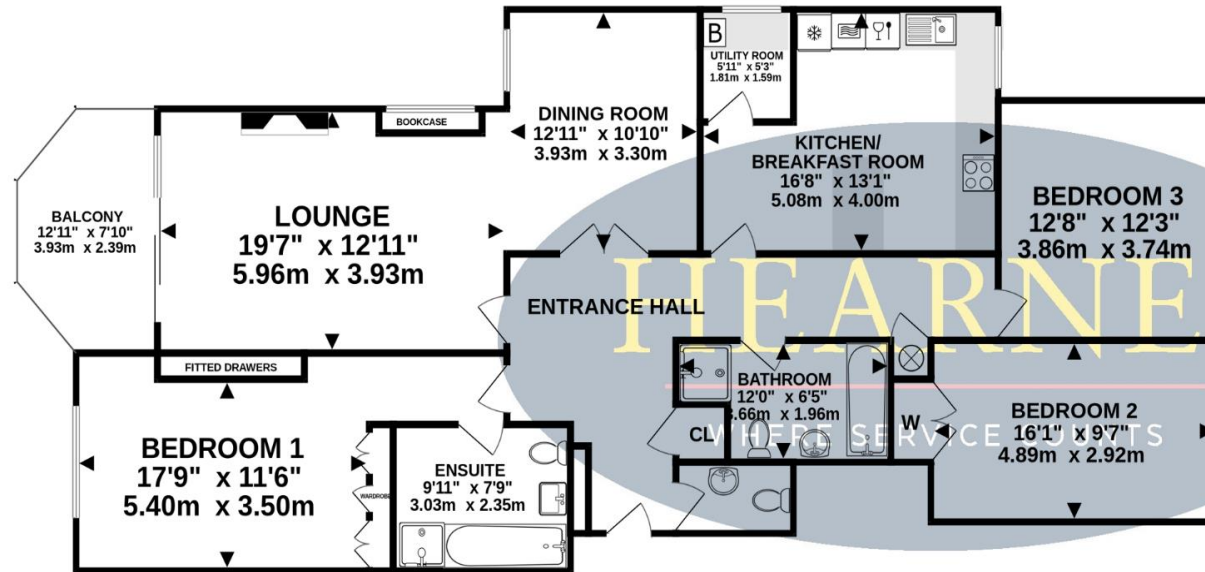 B
UTILITY ROOM
5'11" x 5'3"
1.81m x 1.59m
DINING ROOM
12'11" x 10'10"
3.93m x 3.30m
BOOKCASE
KITCHEN/
BREAKFAST ROOM
16'8" x 13'1"
5.08m x 4.00m
BEDROOM 3
12'8" x 12'3"
3.86m x 3.74m
BALCONY
12'11" x 7'10"
3.93m x 2.39m
LOUNGE
19'7" x 12'11"
5.96m x 3.93m
HEARNE
ENTRANCE HALL
FITTED DRAWERS
BATHROOM
12'0" x 6'5"
3.66m x 1.96m
CL
W
BEDROOM 2
16'1" x 9'7"
4.89m x 2.92m
WHERE SERVICE COUNTS
BEDROOM 1
17'9" x 11'6"
5.40m x 3.50m
WARDROBE
ENSUITE
9'11" x 7'9"
3.03m x 2.35m